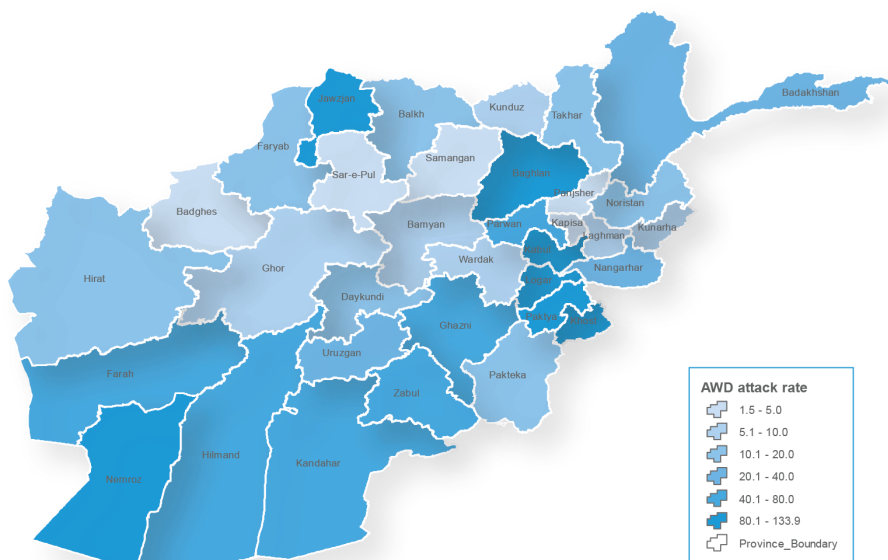 Jawzjan
Badakhshan
Kunduz
Balkh
Takhar
Faryab
Samangan
Baghlan
Sar-e-Pul
Panjsher
Badghes
Noristan
Bamyan
Parwan
Kapisa
Kunarha
Laghman
Kabul
Wardak
Ghor
Nangarhar
Hirat
Logar
Daykundi
Paktya
Khost
Ghazni
Uruzgan
Farah
Pakteka
Zabul
AWD attack rate
1.5 - 5.0
5.1 - 10.0
10.1 - 20.0
20.1 - 40.0
40.1 - 80.0
80.1 - 133.9
Province_Boundary
Hilmand
Kandahar
Namroz